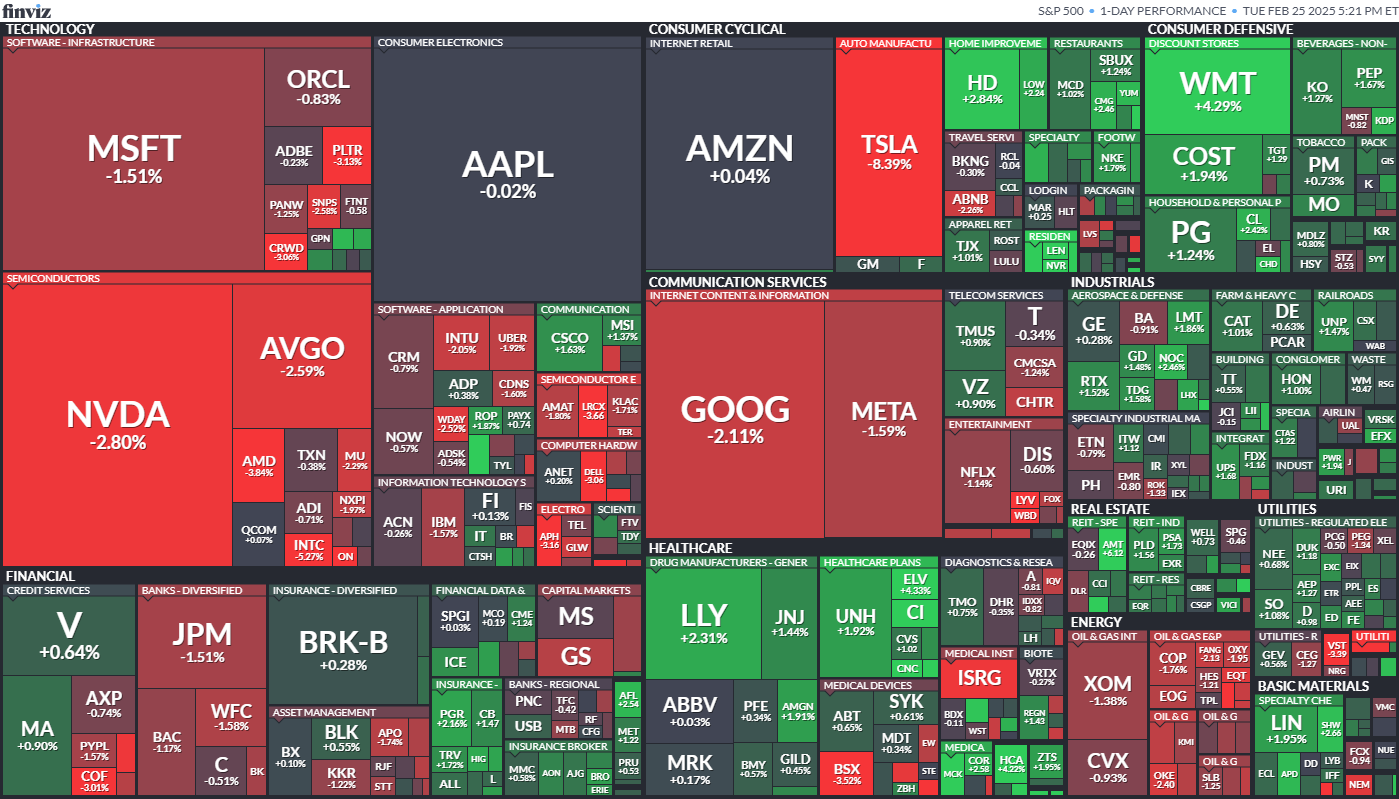 finviz
S&P 500 • 1-DAY PERFORMANCE • TUE FEB 25 2025 5:21 PM ET
TECHNOLOGY
SOFTWARE - INFRASTRUCTURE
MSFT
-1.51%
ORCL
-0.83%
ADBE
-0.23%
PLTR
-3.13%
PANW
-1.25%
SNPS
-2.58%
FTNT
-0.58
CRWD
-3.06%
GPN
CONSUMER ELECTRONICS
AAPL
-0.02%
SEMICONDUCTORS
NVDA
-2.80%
AVGO
-2.59%
AMD
-3.84%
TXN
-0.38%
MU
-2.29%
QCOM
+0.07%
ADI
-0.71%
NXPI
-1.97%
INTC
-5.27%
ON
SOFTWARE - APPLICATION
CRM
-0.79%
INTU
-2.05%
UBER
-1.92%
ADP
+0.38%
CDNS
-1.60%
NOW
-0.57%
WDAY
-2.52%
ROP
+1.87%
PAYX
+0.74
ADSK
-0.54%
TYL
INFORMATION TECHNOLOGY S
ACN
-0.26%
IBM
-1.57%
FI
+0.13%
FIS
IT
BR
CTSH
COMMUNICATION
CSCO
+1.63%
MSI
+1.37%
SEMICONDUCTOR E
AMAT
-1.80%
LRCX
-3.66
KLAC
-1.71%
TER
COMPUTER HARDW
ANET
+0.20%
DELL
-3.06
ELECTRO
APH
-3.16
TEL
GLW
SCIENTI
FTV
TDY
CONSUMER CYCLICAL
INTERNET RETAIL
AMZN
+0.04%
AUTO MANUFACTU
TSLA
-8.39%
GM
F
HOME IMPROVEME
HD
+2.84%
LOW
+2.24
RESTAURANTS
MCD
+1.02%
SBUX
+1.24%
CMG
+2.46
YUM
TRAVEL SERVI
BKNG
-0.30%
RCL
-0.04
CCL
ABNB
-2.26%
SPECIALTY
FOOTW
NKE
+1.79%
LODGIN
MAR
+0.25
HLT
PACKAGIN
APPAREL RET
TJX
+1.01%
ROST
LULU
RESIDEN
LEN
NVR
LVS
CONSUMER DEFENSIVE
DISCOUNT STORES
WMT
+4.29%
COST
+1.94%
TGT
+1.29
BEVERAGES - NON-
KO
+1.27%
PEP
+1.67%
MNST
-0.82
KDP
TOBACCO
PM
+0.73%
MO
PACK
GIS
K
HOUSEHOLD & PERSONAL P
PG
+1.24%
CL
+2.42%
EL
CHD
MDLZ
+0.80%
HSY
STZ
-0.53
KR
SYY
COMMUNICATION SERVICES
INTERNET CONTENT & INFORMATION
GOOG
-2.11%
META
-1.59%
TELECOM SERVICES
TMUS
+0.90%
T
-0.34%
CMCSA
-1.24%
VZ
+0.90%
CHTR
ENTERTAINMENT
NFLX
-1.14%
DIS
-0.60%
LYV
FOX
WBD
INDUSTRIALS
AEROSPACE & DEFENSE
GE
+0.28%
BA
-0.91%
LMT
+1.86%
RTX
+1.52%
GD
+1.48%
NOC
+2.46%
TDG
+1.58%
LHX
FARM & HEAVY C
CAT
+1.01%
DE
+0.63%
PCAR
RAILROADS
UNP
+1.47%
CSX
WAB
BUILDING
TT
+0.55%
JCI
-0.15
LII
CONGLOMER
HON
+1.00%
WASTE
WM
+0.47
RSG
SPECIALTY INDUSTRIAL MA
ETN
-0.79%
ITW
+1.12
CMI
PH
EMR
-0.80
IR
XYL
ROK
-1.33
IEX
INTEGRAT
UPS
+1.68
FDX
+1.16
SPECIA
CTAS
+1.22
AIRLIN
UAL
VRSK
EFX
INDUST
PWR
+1.94
J
URI
HEALTHCARE
DRUG MANUFACTURERS - GENER
LLY
+2.31%
JNJ
+1.44%
ABBV
+0.03%
PFE
+0.34%
AMGN
+1.91%
MRK
+0.17%
BMY
+0.57%
GILD
+0.45%
HEALTHCARE PLANS
UNH
+1.92%
ELV
+4.33%
CI
CVS
+1.02
CNC
MEDICAL DEVICES
ABT
+0.65%
SYK
+0.61%
MDT
+0.34%
EW
BSX
-3.52%
STE
ZBH
DIAGNOSTICS & RESEA
TMO
+0.75%
DHR
-0.35%
A
-0.81
IQV
IDXX
-0.82
LH
MEDICAL INST
ISRG
BDX
-0.11
WST
BIOTE
VRTX
-0.27%
REGN
+1.43
MEDICA
MCK
COR
+2.58
HCA
+4.22%
ZTS
+1.95%
FINANCIAL
CREDIT SERVICES
V
+0.64%
MA
+0.90%
AXP
-0.74%
PYPL
-1.57%
COF
-3.01%
BANKS - DIVERSIFIED
JPM
-1.51%
BAC
-1.17%
WFC
-1.58%
C
-0.51%
BK
INSURANCE - DIVERSIFIED
BRK-B
+0.28%
ASSET MANAGEMENT
BX
+0.10%
BLK
+0.55%
APO
-1.74%
KKR
-1.22%
RJF
STT
FINANCIAL DATA &
SPGI
+0.03%
MCO
+0.19
CME
+1.24
ICE
CAPITAL MARKETS
MS
GS
INSURANCE -
PGR
+2.16%
CB
+1.47
TRV
+1.72%
HIG
ALL
L
BANKS - REGIONAL
PNC
TFC
-0.42
USB
MTB
RF
CFG
INSURANCE BROKER
MMC
+0.58%
AON
AJG
BRO
ERIE
AFL
+2.54
MET
+1.22
PRU
+0.53
REAL ESTATE
REIT - SPE
EQIX
-0.26
AMT
+6.12
DLR
CCI
REIT - IND
PLD
+1.56
PSA
+1.73
EXR
REIT - RES
EQR
WELL
+0.73
SPG
-0.46
CBRE
CSGP
VICI
UTILITIES
UTILITIES - REGULATED ELE
NEE
+0.68%
DUK
+1.18
PCG
-0.50
PEG
-1.34
XEL
EXC
EIX
SO
+1.08%
AEP
+1.27
ETR
PPL
ES
D
+0.98
AEE
ED
FE
UTILITIES - R
GEV
+0.56%
CEG
-1.27
VST
-3.39
NRG
UTILITI
ENERGY
OIL & GAS INT
XOM
-1.38%
CVX
-0.93%
OIL & GAS E&P
COP
-1.76%
FANG
-2.13
OXY
-1.95
EOG
HES
-1.21
EQT
TPL
OIL & G
KMI
OKE
-2.40
OIL & G
OIL & G
SLB
-1.25
BASIC MATERIALS
SPECIALTY CHE
LIN
+1.95%
SHW
+2.66
ECL
APD
DD
LYB
IFF
VMC
FCX
-0.94
NUE
NEM